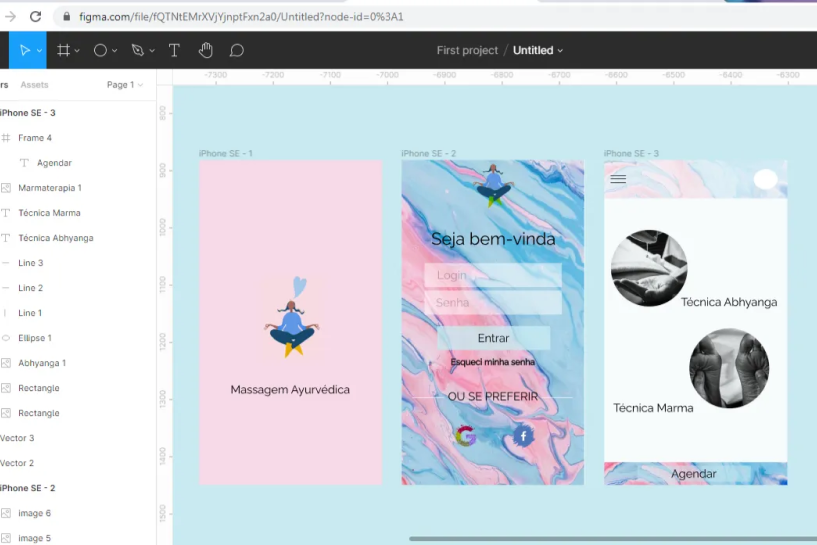 figma.com/file/fQTNtEMrXVjYjnptFxn2a0/Untitled?node-id=0%3A1
First project / Untitled
Assets
Page 1
-7300 -7200 -7100 -7000 -6900 -6800 -6700 -6600 -6500 -6400 -6300
800
900
1000
1100
1200
1300
1400
1500
iPhone SE - 3
Frame 4
Agendar
Marmaterapia 1
Técnica Marma
Técnica Abhyanga
Line 3
Line 2
Line 1
Ellipse 1
Abhyanga 1
Rectangle
Rectangle
Vector 3
Vector 2
iPhone SE - 2
image 6
image 5
iPhone SE - 1
Massagem Ayurvédica
iPhone SE - 2
Seja bem-vinda
Login
Senha
Entrar
Esqueci minha senha
OU SE PREFERIR
G
f
iPhone SE - 3
Técnica Abhyanga
Técnica Marma
Agendar